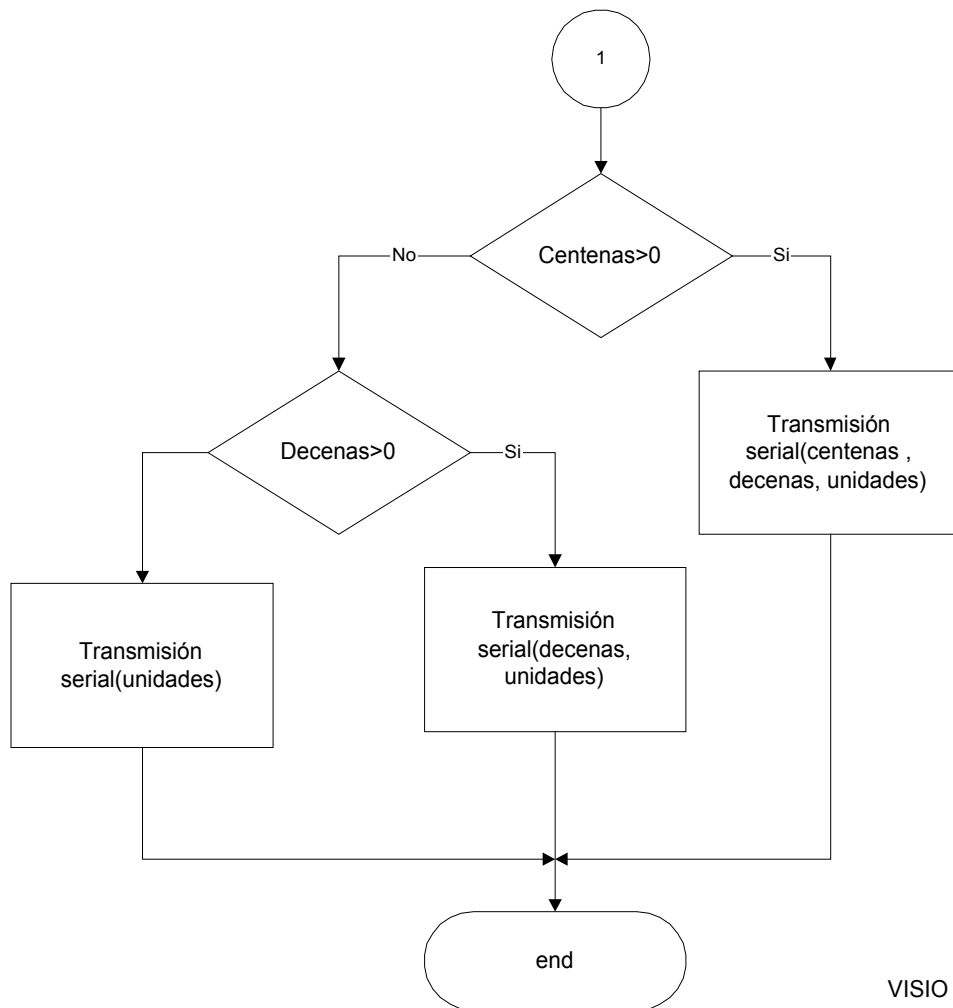 1
Centenas>0
No
Si
Decenas>0
Si
Transmisión
serial(centenas ,
decenas, unidades)
Transmisión
serial(unidades)
Transmisión
serial(decenas,
unidades)
end
VISIO